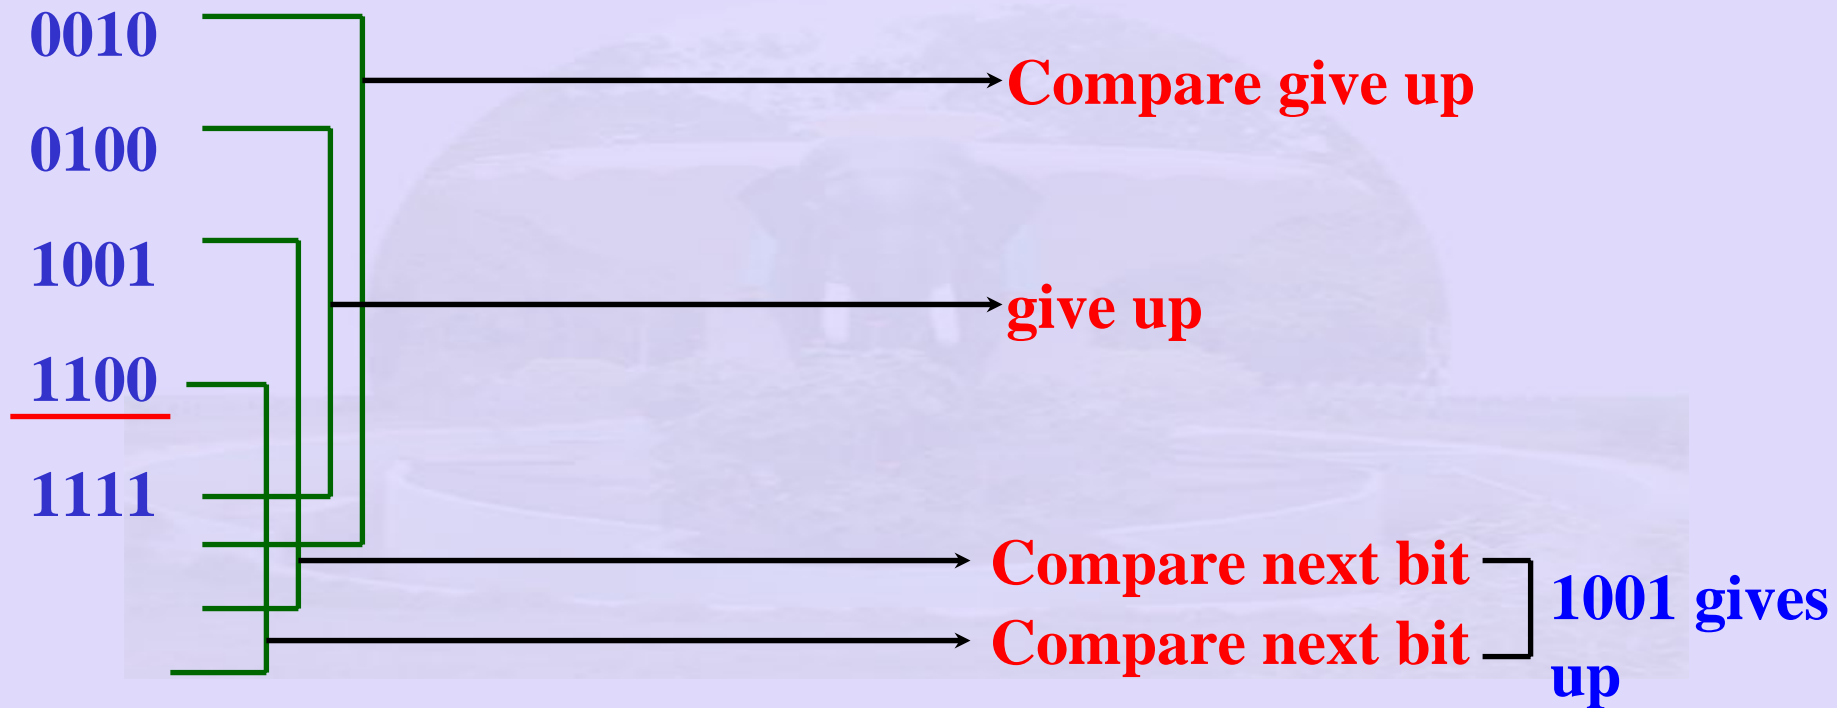 0010
Compare give up
0100
1001
give up
1100
1111
Compare next bit
1001 gives
Compare next bit
up